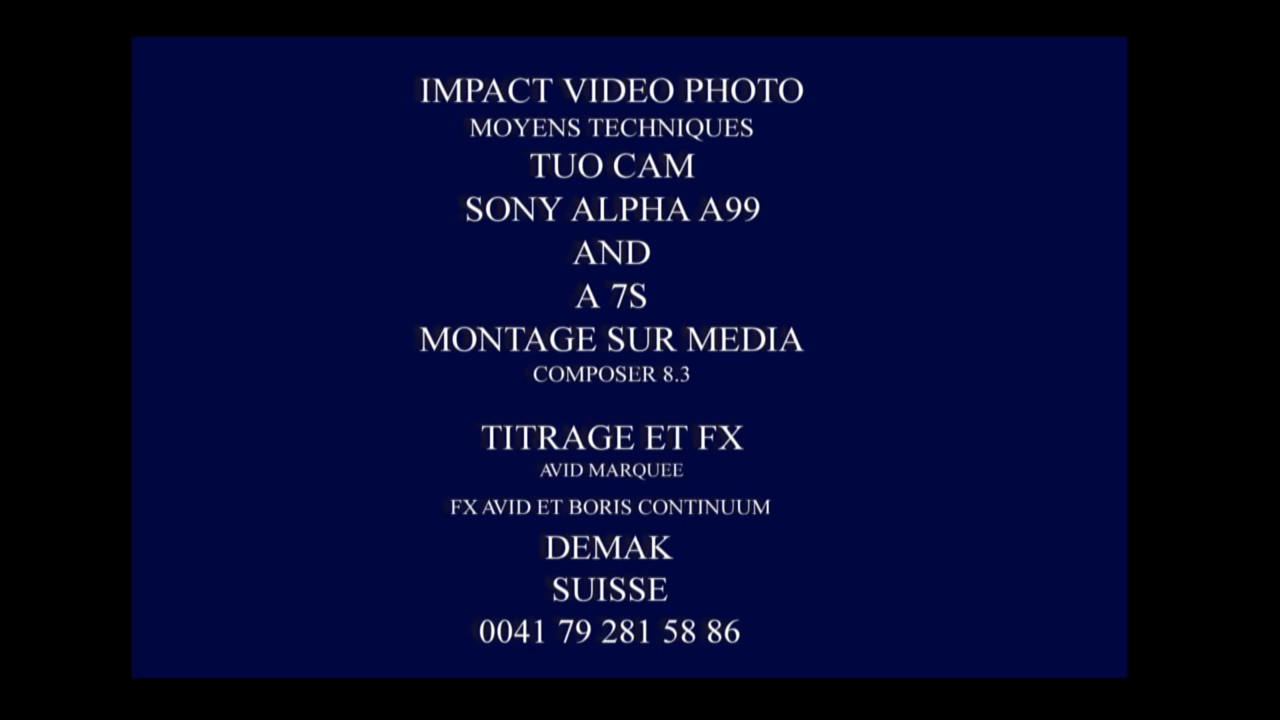 IMPACT VIDEO PHOTO
MOYENS TECHNIQUES
TUO CAM
SONY ALPHA A99
AND
A 7S
MONTAGE SUR MEDIA
COMPOSER 8.3
TITRAGE ET FX
AVID MARQUEE
FX AVID ET BORIS CONTINUUM
DEMAK
SUISSE
0041 79 281 58 86